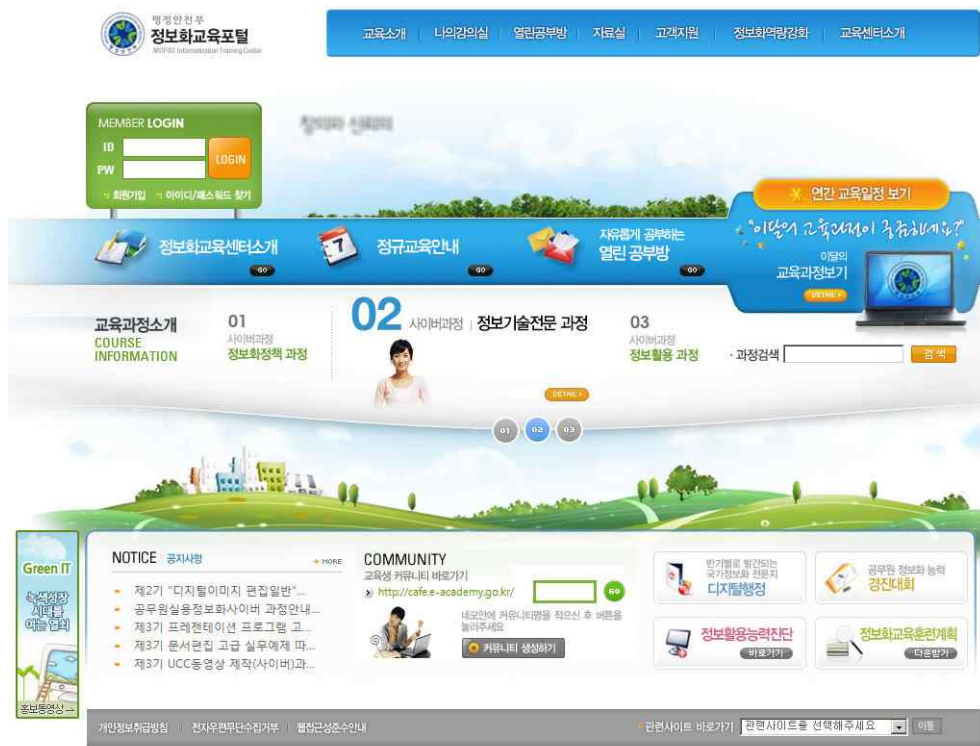 행정안전부
정보화교육포털
MOPAS Informatization Training Center
교육소개 나의강의실 열린공부방 자료실 고객지원 정보화역량강화 교육센터소개
MEMBER LOGIN
ID
PW
LOGIN
회원가입 아이디/패스워드 찾기
연간 교육일정 보기
"이달의 교육과정이 궁금하세요?"
이달의
교육과정보기
DETAIL
정보화교육센터소개
GO
정규교육안내
GO
자유롭게 공부하는
열린 공부방
GO
교육과정소개
COURSE
INFORMATION
01
사이버과정
정보화정책 과정
02 사이버과정 | 정보기술전문 과정
DETAIL
03
사이버과정
정보활용 과정
· 과정검색
검색
01 02 03
Green IT
녹색성장
시대를
여는 열쇠
홍보동영상→
NOTICE 공지사항
+ MORE
제2기 "디지털이미지 편집일반"...
공무원실용정보화사이버 과정안내...
제3기 프레젠테이션 프로그램 고...
제3기 문서편집 고급 실무예제 따...
제3기 UCC동영상 제작(사이버)과...
COMMUNITY
교육생 커뮤니티 바로가기
http://cafe.e-academy.go.kr/
GO
네모안에 커뮤니티명을 적으신 후 버튼을
눌러주세요
커뮤니티 생성하기
반기별로 발간되는
국가정보화 전문지
디지털행정
공무원 정보화 능력
경진대회
정보활용능력진단
바로가기
정보화교육훈련계획
다운받기
개인정보취급방침 | 전자우편무단수집거부 | 웹접근성준수안내
관련사이트 바로가기
관련사이트를 선택해주세요
이동